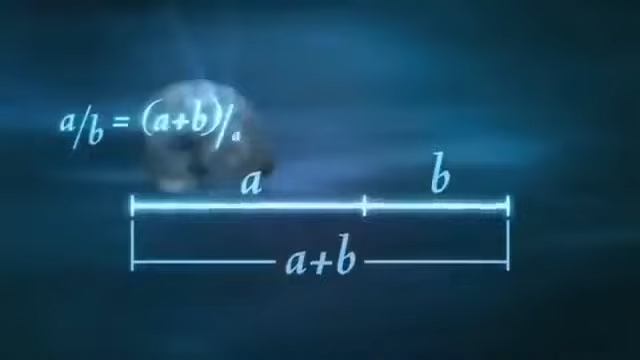 a/b = (a+b)/a
a b
a+b